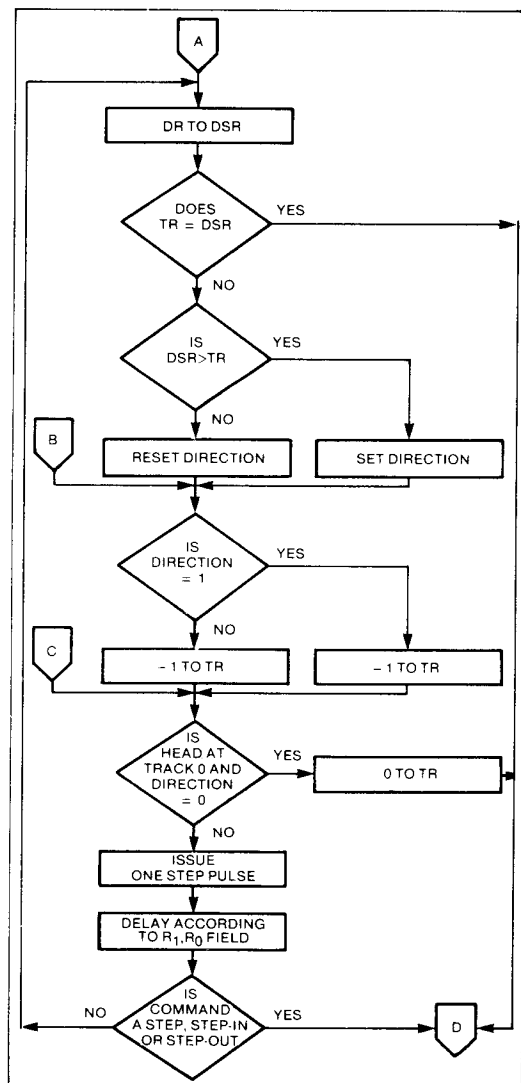 A
DR TO DSR
DOES
TR = DSR
YES
NO
IS
DSR>TR
YES
NO
B
RESET DIRECTION
SET DIRECTION
IS
DIRECTION
= 1
YES
NO
C
– 1 TO TR
– 1 TO TR
IS
HEAD AT
TRACK 0 AND
DIRECTION
= 0
YES
0 TO TR
NO
ISSUE
ONE STEP PULSE
DELAY ACCORDING
TO R1,R0 FIELD
IS
COMMAND
A STEP, STEP-IN
OR STEP-OUT
NO
YES
D